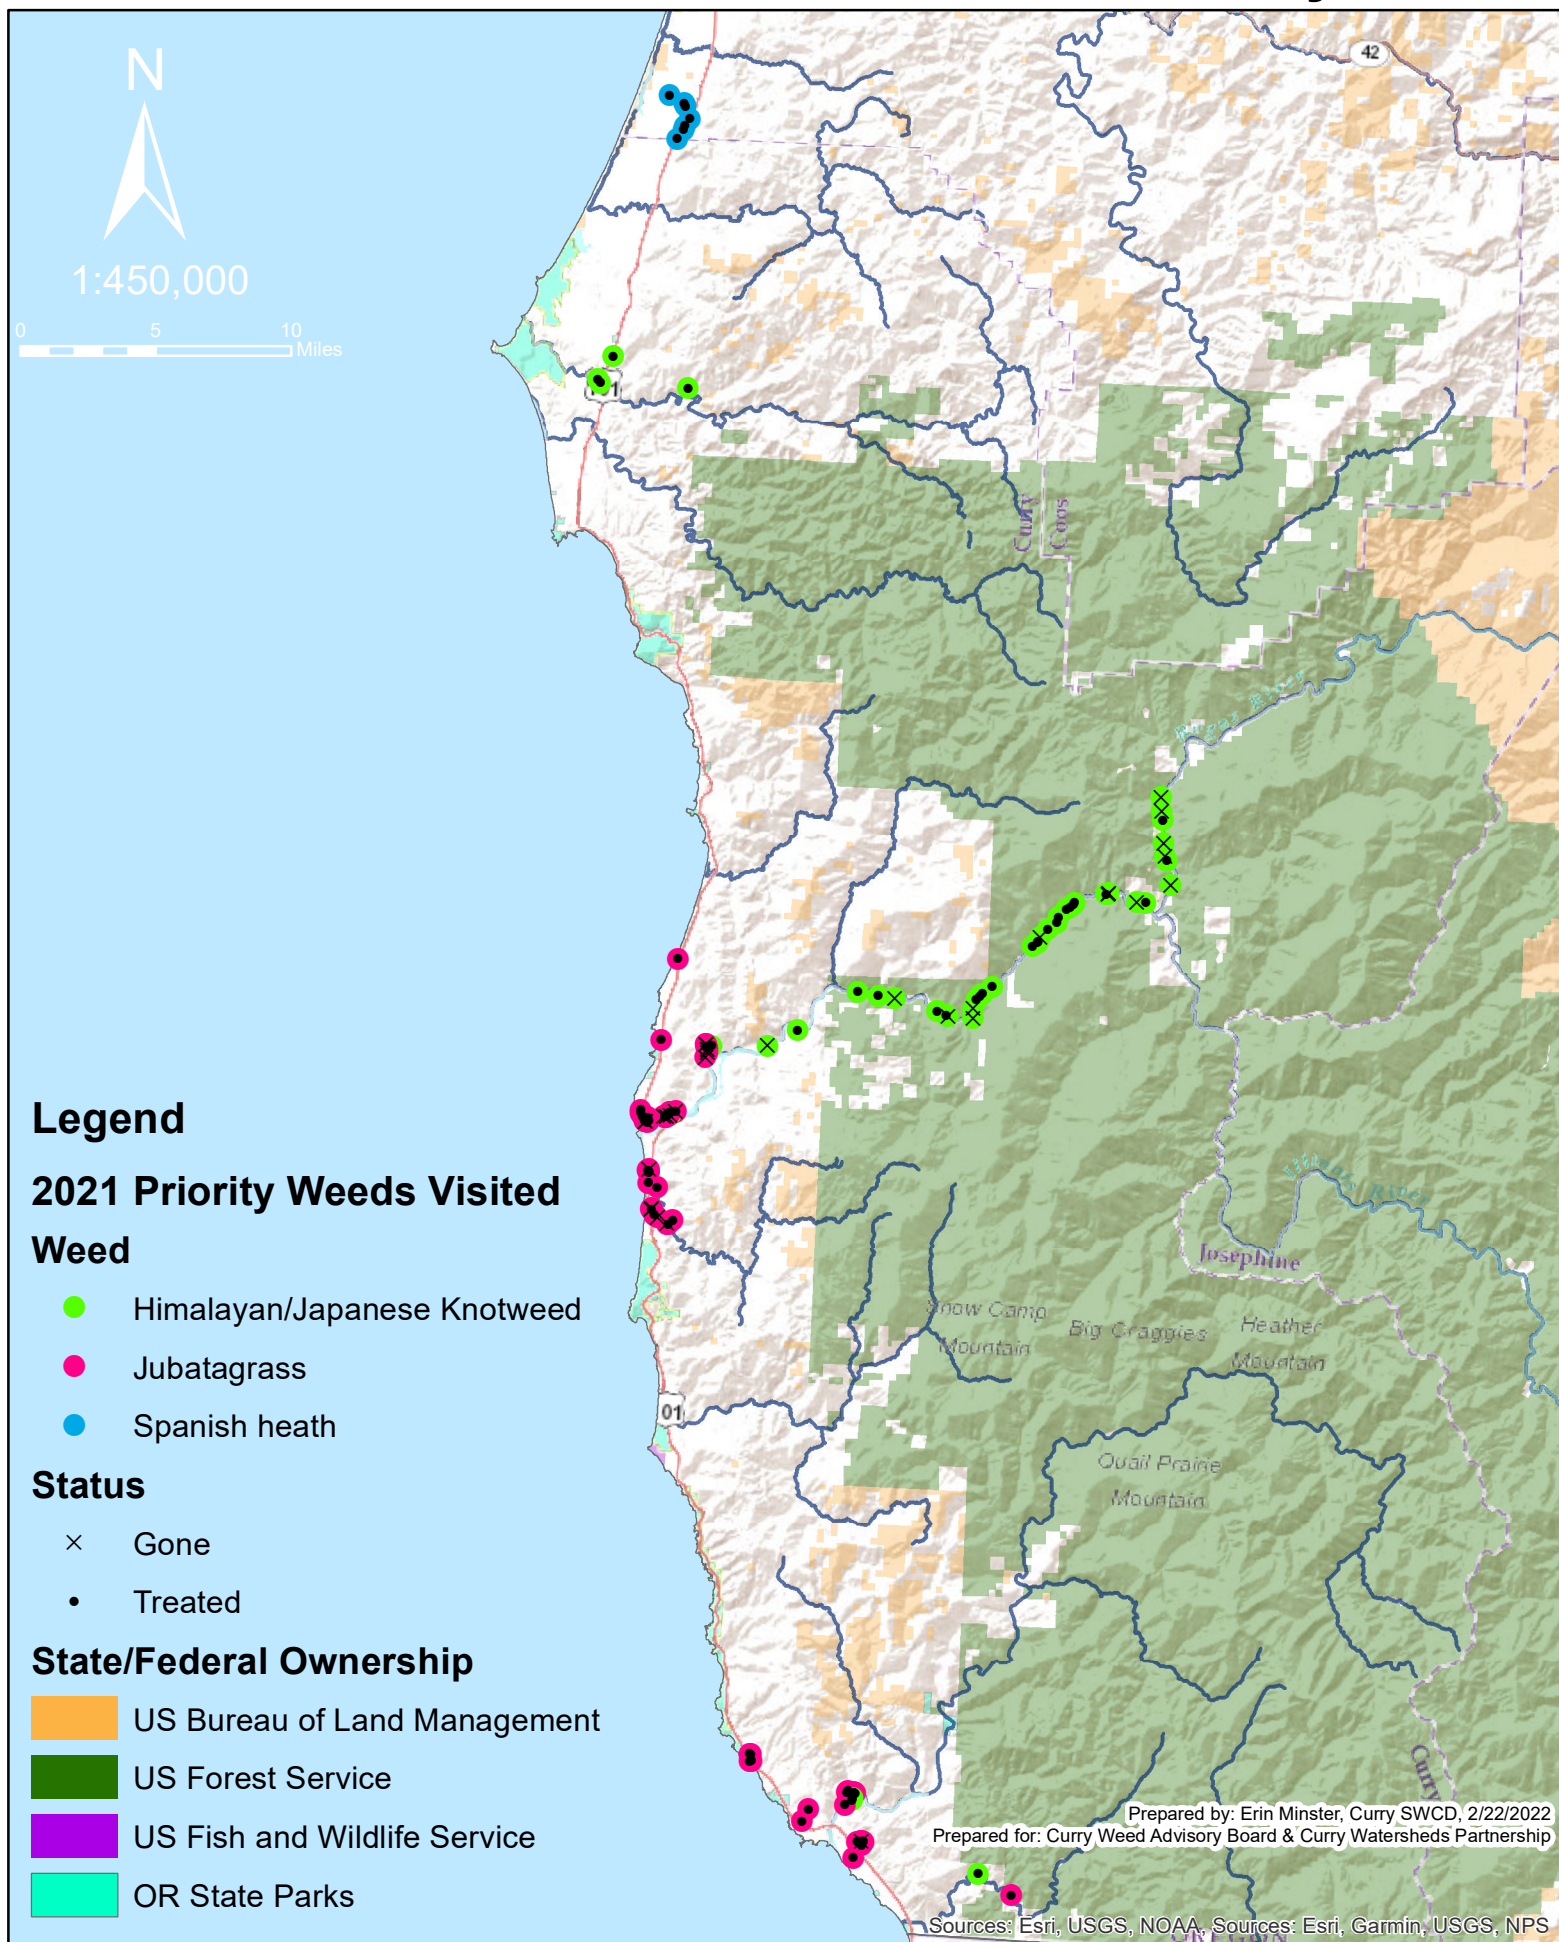 N
1:450,000
0 5 10
Miles
42
Curry
Coos
Rogue River
Illinois River
Josephine
Snow Camp
Mountain
Big Craggies
Heather
Mountain
01
Quail Prairie
Mountain
Curry
Legend
2021 Priority Weeds Visited
Weed
Himalayan/Japanese Knotweed
Jubatagrass
Spanish heath
Status
Gone
Treated
State/Federal Ownership
US Bureau of Land Management
US Forest Service
US Fish and Wildlife Service
OR State Parks
Prepared by: Erin Minster, Curry SWCD, 2/22/2022
Prepared for: Curry Weed Advisory Board & Curry Watersheds Partnership
Sources: Esri, USGS, NOAA, Sources: Esri, Garmin, USGS, NPS